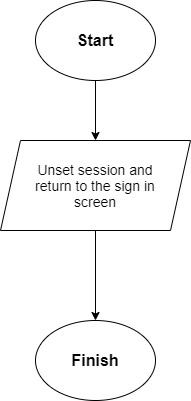 Start
Unset session and
return to the sign in
screen
Finish